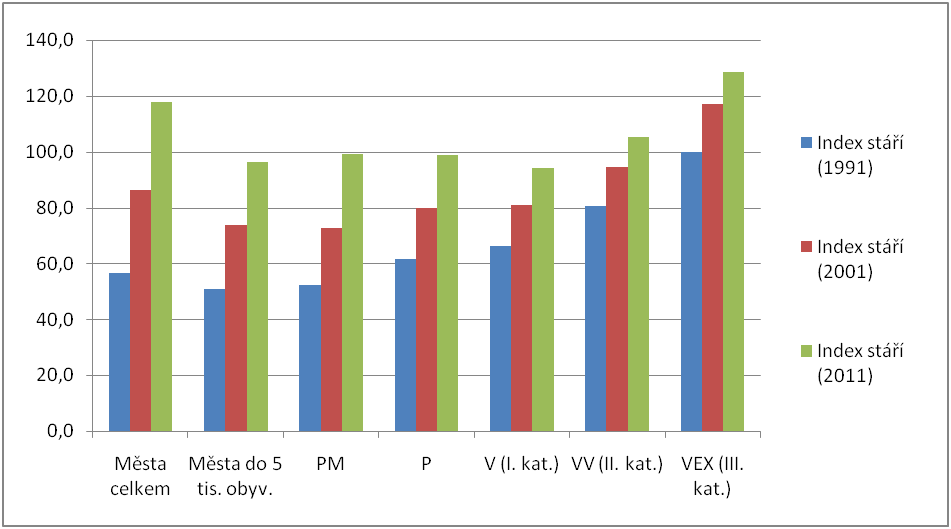 140,0
120,0
100,0
80,0
60,0
40,0
20,0
0,0
Města
celkem
Města do 5
tis. obyv.
PM
P
V (I. kat.)
VV (II. kat.)
VEX (III.
kat.)
Index stáří
(1991)
Index stáří
(2001)
Index stáří
(2011)